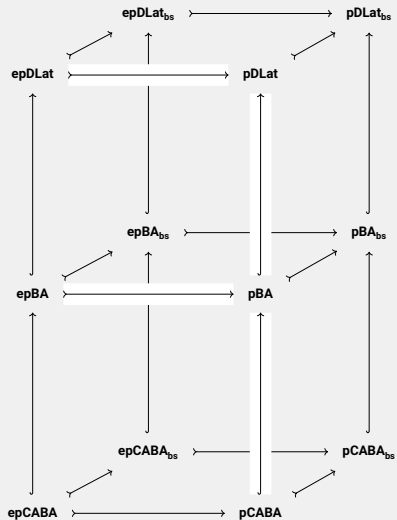 epDLat_bs pDLat_bs
epDLat pDLat
epBA_bs pBA_bs
epBA pBA
epCABA_bs pCABA_bs
epCABA pCABA